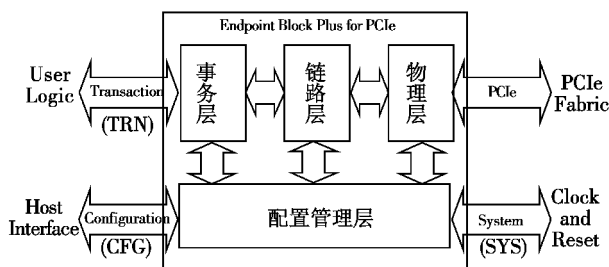 Endpoint Block Plus for PCIe
User
Logic
Transaction
(TRN)
事务层
链路层
物理层
PCIe
PCIe
Fabric
Host
Interface
Configuration
(CFG)
配置管理层
System
(SYS)
Clock
and
Reset